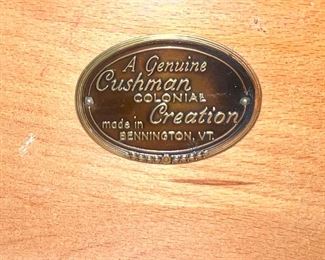 A Genuine
Cushman
COLONIAL
Creation
made in
BENNINGTON, VT.